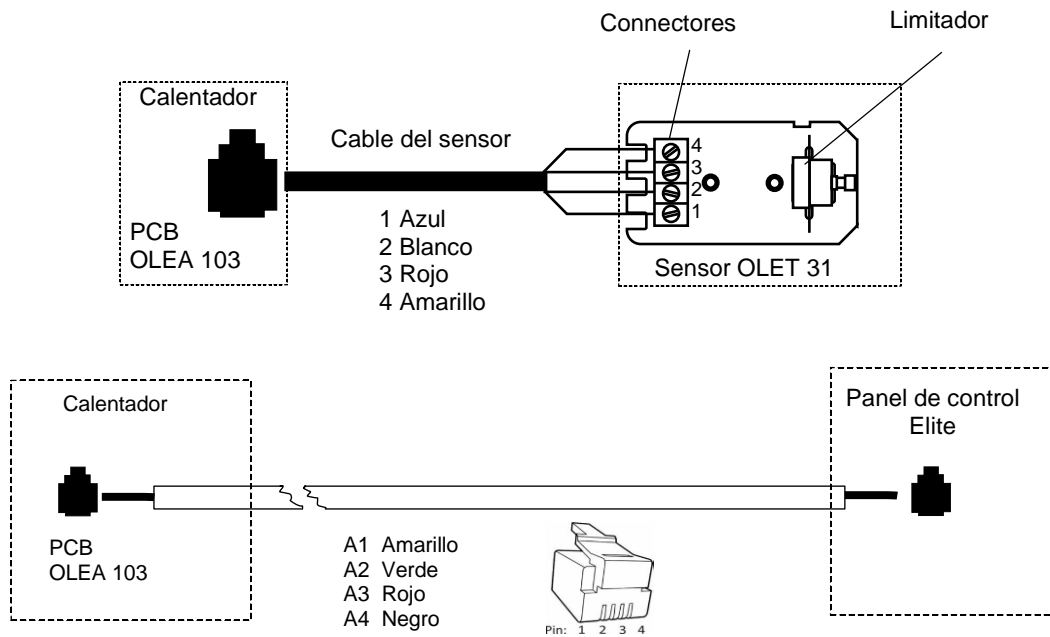 Connectores
Limitador
Calentador
Cable del sensor
4
3
2
1
PCB
OLEA 103
1 Azul
2 Blanco
3 Rojo
4 Amarillo
Sensor OLET 31
Calentador
Panel de control
Elite
PCB
OLEA 103
A1 Amarillo
A2 Verde
A3 Rojo
A4 Negro
Pin: 1 2 3 4